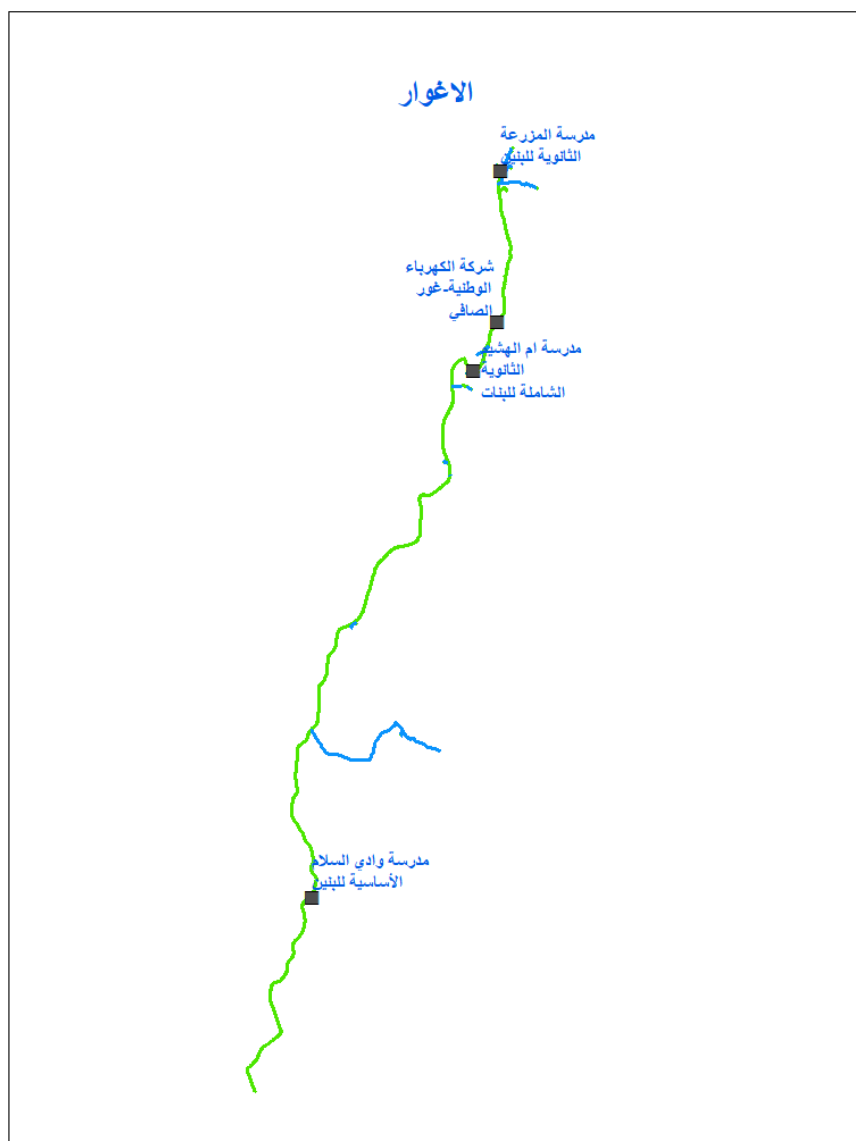 الاغوار
مدرسة المزرعة
الثانوية للبنين
شركة الكهرباء
الوطنية-غور
الصافي
مدرسة ام الهشيم
الثانوية
الشاملة للبنات
مدرسة وادي السلام
الأساسية للبنين